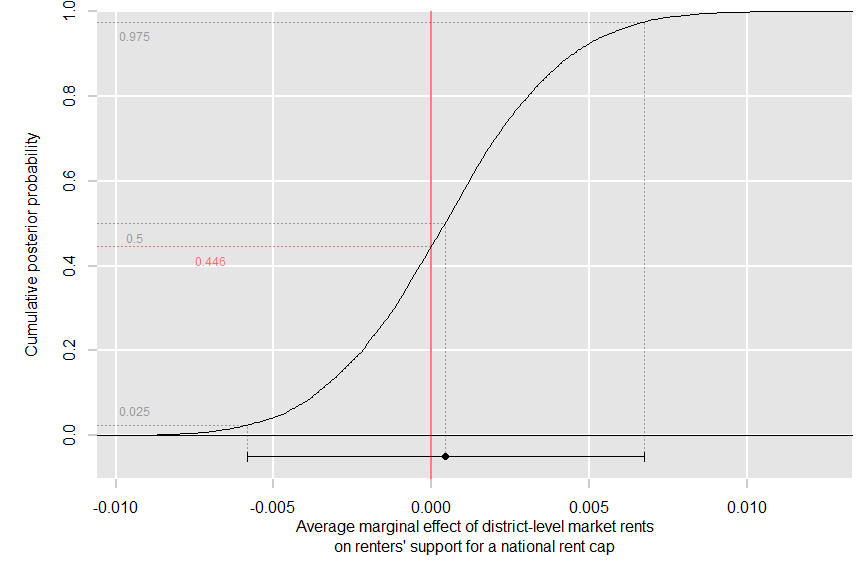 1.0
0.975
0.8
0.6
0.5
0.446
0.4
0.2
0.025
0.0
Cumulative posterior probability
-0.010 -0.005 0.000 0.005 0.010
Average marginal effect of district-level market rents
on renters' support for a national rent cap